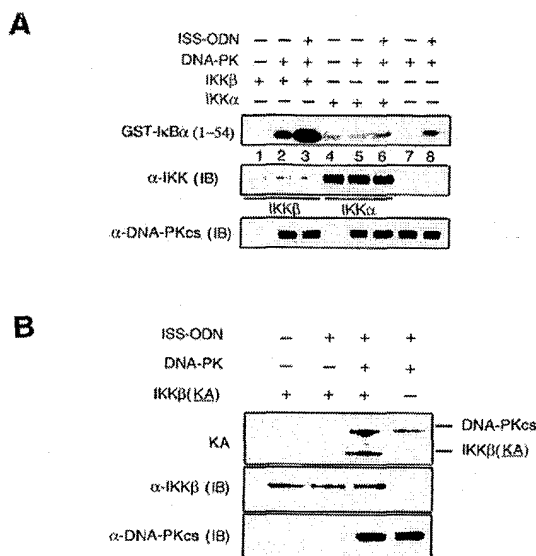 A
ISS-ODN − − + − − + − +
DNA-PK − + + − + + + +
IKKβ + + + − − − − −
IKKα − − − + + + − −
GST-IκBα (1–54)
1 2 3 4 5 6 7 8
α-IKK (IB)
IKKβ IKKα
α-DNA-PKcs (IB)
B
ISS-ODN − + + +
DNA-PK − − + +
IKKβ(KA) + + + −
KA
DNA-PKcs
IKKβ(KA)
α-IKKβ (IB)
α-DNA-PKcs (IB)